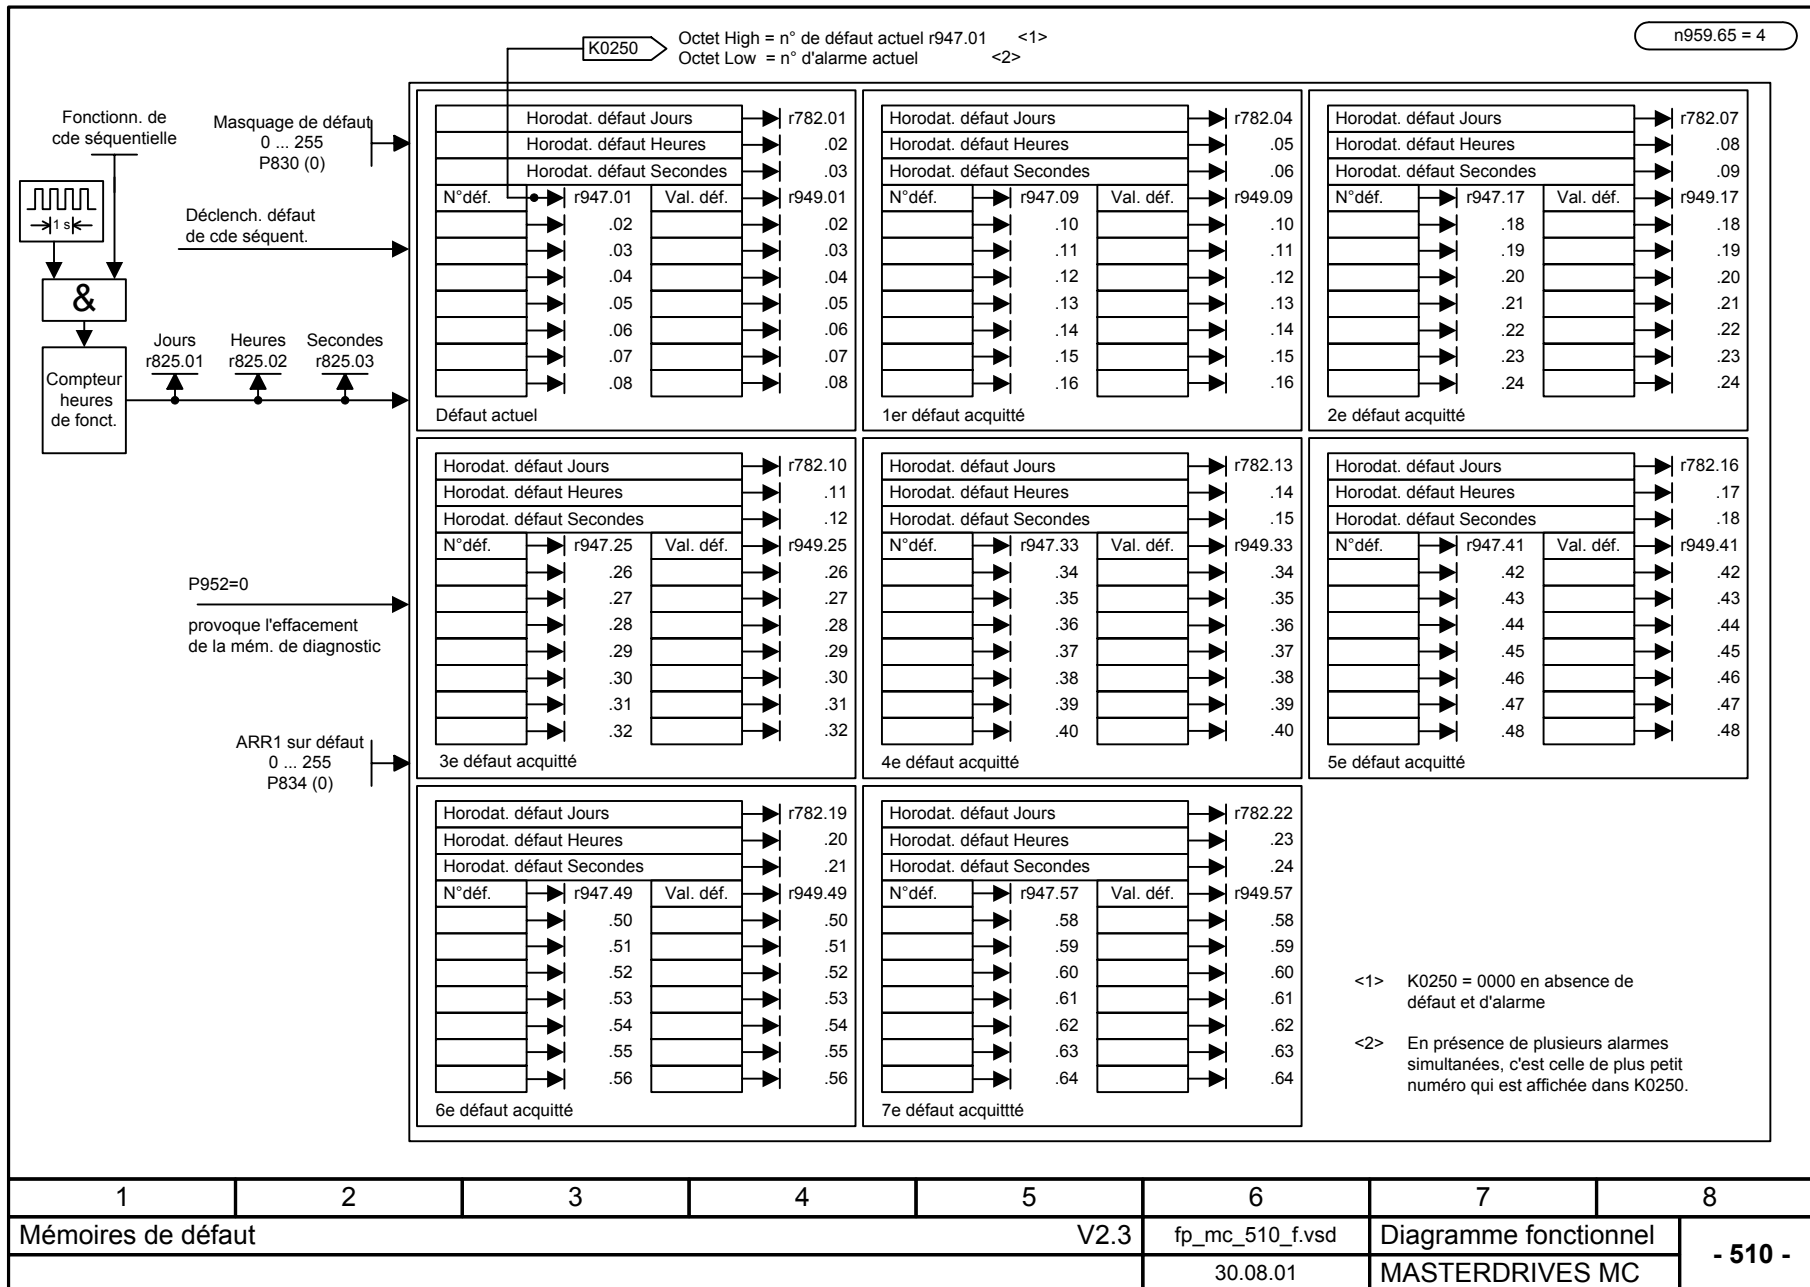 K0250
Octet High = n° de défaut actuel r947.01 <1>
Octet Low = n° d'alarme actuel <2>
n959.65 = 4
Fonctionn. de
cde séquentielle
1 s
&
Compteur
heures
de fonct.
Jours
r825.01
Heures
r825.02
Secondes
r825.03
Masquage de défaut
0 ... 255
P830 (0)
Déclench. défaut
de cde séquent.
P952=0
provoque l'effacement
de la mém. de diagnostic
ARR1 sur défaut
0 ... 255
P834 (0)
Horodat. défaut Jours r782.01
Horodat. défaut Heures .02
Horodat. défaut Secondes .03
N°déf. r947.01 Val. déf. r949.01
.02 .02
.03 .03
.04 .04
.05 .05
.06 .06
.07 .07
.08 .08
Défaut actuel
Horodat. défaut Jours r782.04
Horodat. défaut Heures .05
Horodat. défaut Secondes .06
N°déf. r947.09 Val. déf. r949.09
.10 .10
.11 .11
.12 .12
.13 .13
.14 .14
.15 .15
.16 .16
1er défaut acquitté
Horodat. défaut Jours r782.07
Horodat. défaut Heures .08
Horodat. défaut Secondes .09
N°déf. r947.17 Val. déf. r949.17
.18 .18
.19 .19
.20 .20
.21 .21
.22 .22
.23 .23
.24 .24
2e défaut acquitté
Horodat. défaut Jours r782.10
Horodat. défaut Heures .11
Horodat. défaut Secondes .12
N°déf. r947.25 Val. déf. r949.25
.26 .26
.27 .27
.28 .28
.29 .29
.30 .30
.31 .31
.32 .32
3e défaut acquitté
Horodat. défaut Jours r782.13
Horodat. défaut Heures .14
Horodat. défaut Secondes .15
N°déf. r947.33 Val. déf. r949.33
.34 .34
.35 .35
.36 .36
.37 .37
.38 .38
.39 .39
.40 .40
4e défaut acquitté
Horodat. défaut Jours r782.16
Horodat. défaut Heures .17
Horodat. défaut Secondes .18
N°déf. r947.41 Val. déf. r949.41
.42 .42
.43 .43
.44 .44
.45 .45
.46 .46
.47 .47
.48 .48
5e défaut acquitté
Horodat. défaut Jours r782.19
Horodat. défaut Heures .20
Horodat. défaut Secondes .21
N°déf. r947.49 Val. déf. r949.49
.50 .50
.51 .51
.52 .52
.53 .53
.54 .54
.55 .55
.56 .56
6e défaut acquitté
Horodat. défaut Jours r782.22
Horodat. défaut Heures .23
Horodat. défaut Secondes .24
N°déf. r947.57 Val. déf. r949.57
.58 .58
.59 .59
.60 .60
.61 .61
.62 .62
.63 .63
.64 .64
7e défaut acquittté
<1> K0250 = 0000 en absence de
défaut et d'alarme
<2> En présence de plusieurs alarmes
simultanées, c'est celle de plus petit
numéro qui est affichée dans K0250.
1 2 3 4 5 6 7 8
Mémoires de défaut V2.3 fp_mc_510_f.vsd Diagramme fonctionnel - 510 -
30.08.01 MASTERDRIVES MC